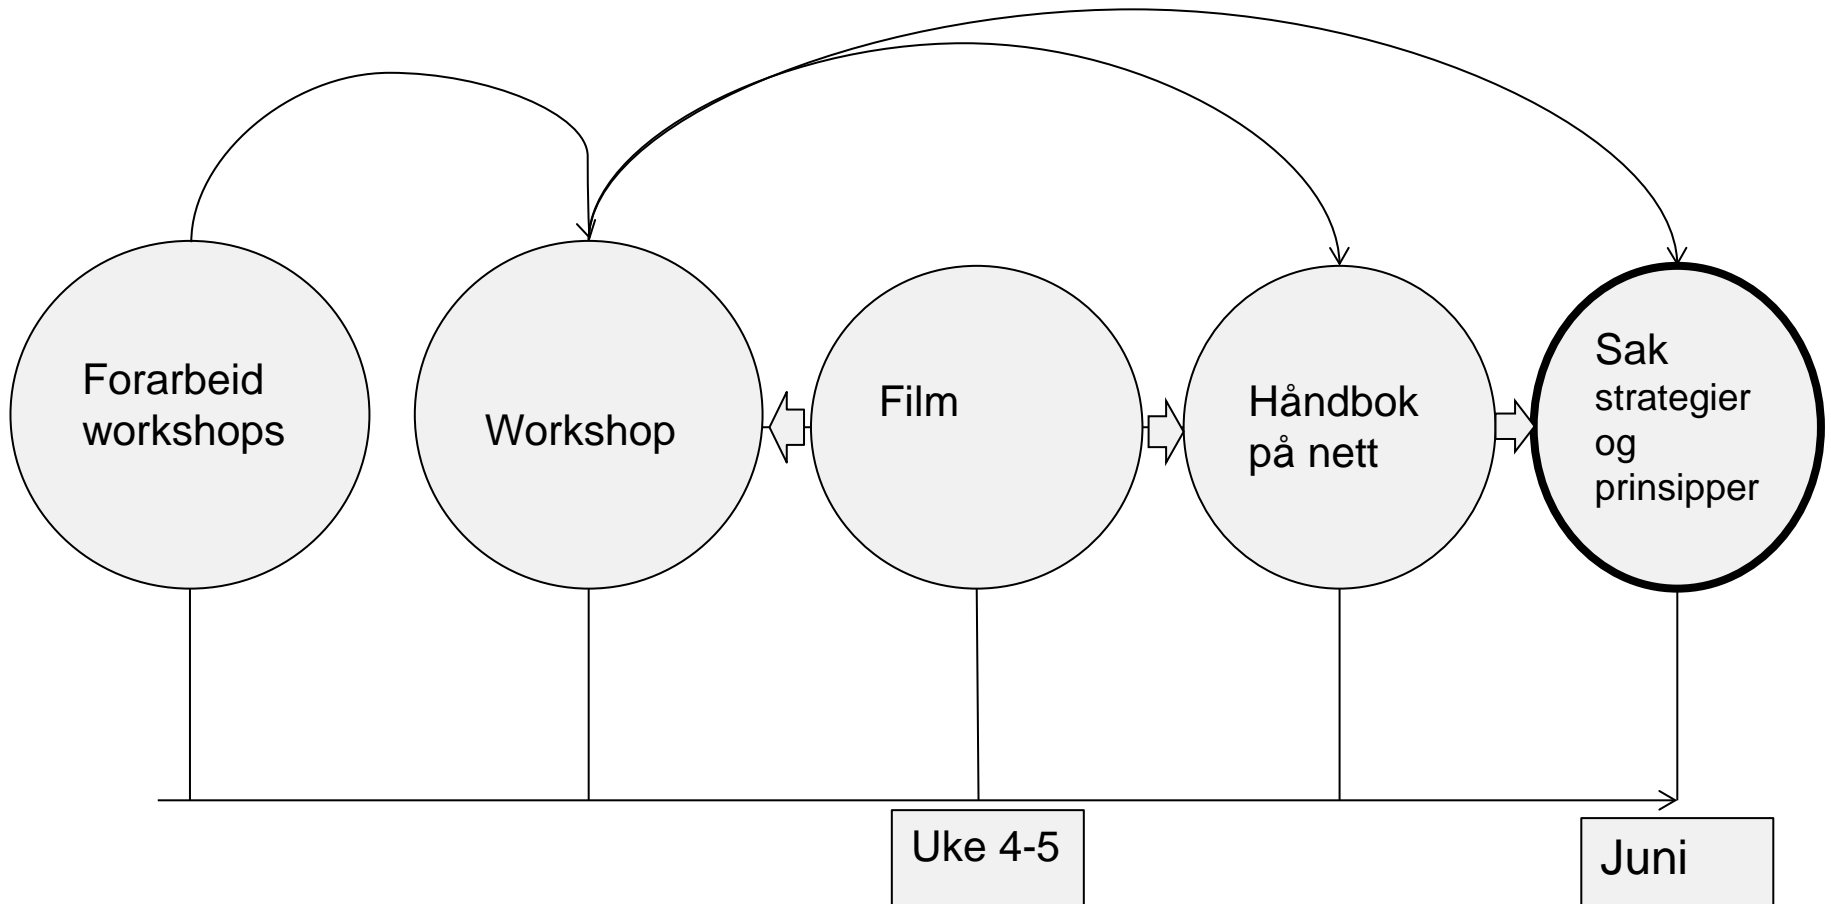 Forarbeid
workshops
Workshop
Film
Håndbok
på nett
Sak
strategier
og
prinsipper
Uke 4-5
Juni